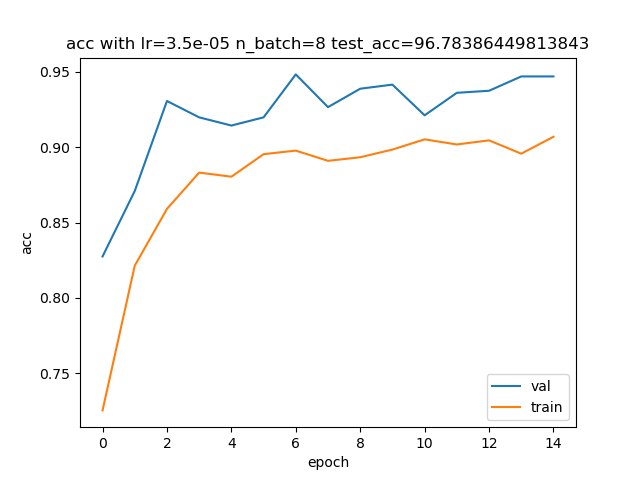 acc with lr=3.5e-05 n_batch=8 test_acc=96.78386449813843
0.95
0.90
0.85
0.80
0.75
acc
0 2 4 6 8 10 12 14
epoch
val
train